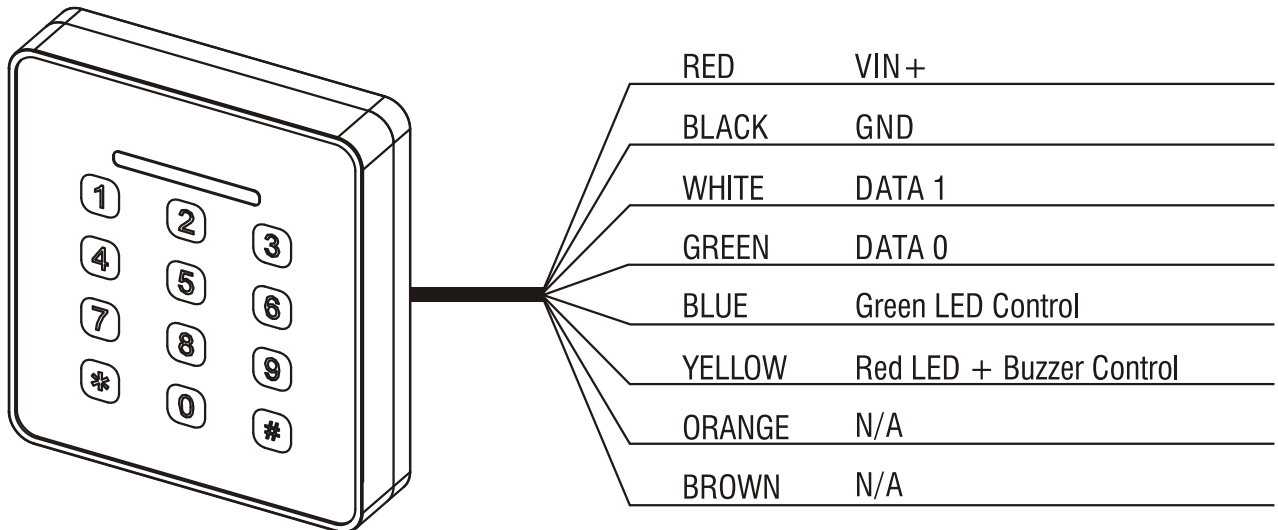 RED VIN+
BLACK GND
WHITE DATA 1
GREEN DATA 0
BLUE Green LED Control
YELLOW Red LED + Buzzer Control
ORANGE N/A
BROWN N/A
1 2 3
4 5 6
7 8 9
* 0 #